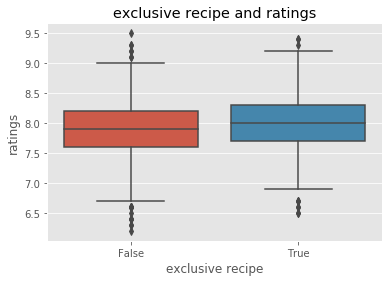 exclusive recipe and ratings
9.5
9.0
8.5
8.0
7.5
7.0
6.5
ratings
False
True
exclusive recipe